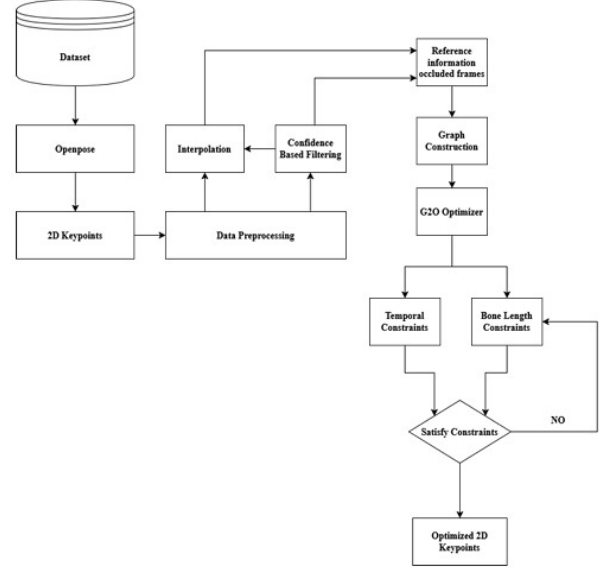 Dataset
Openpose
2D Keypoints
Data Preprocessing
Interpolation
Confidence
Based Filtering
Reference
information
occluded frames
Graph
Construction
G2O Optimizer
Temporal
Constraints
Bone Length
Constraints
Satisfy Constraints
NO
Optimized 2D
Keypoints